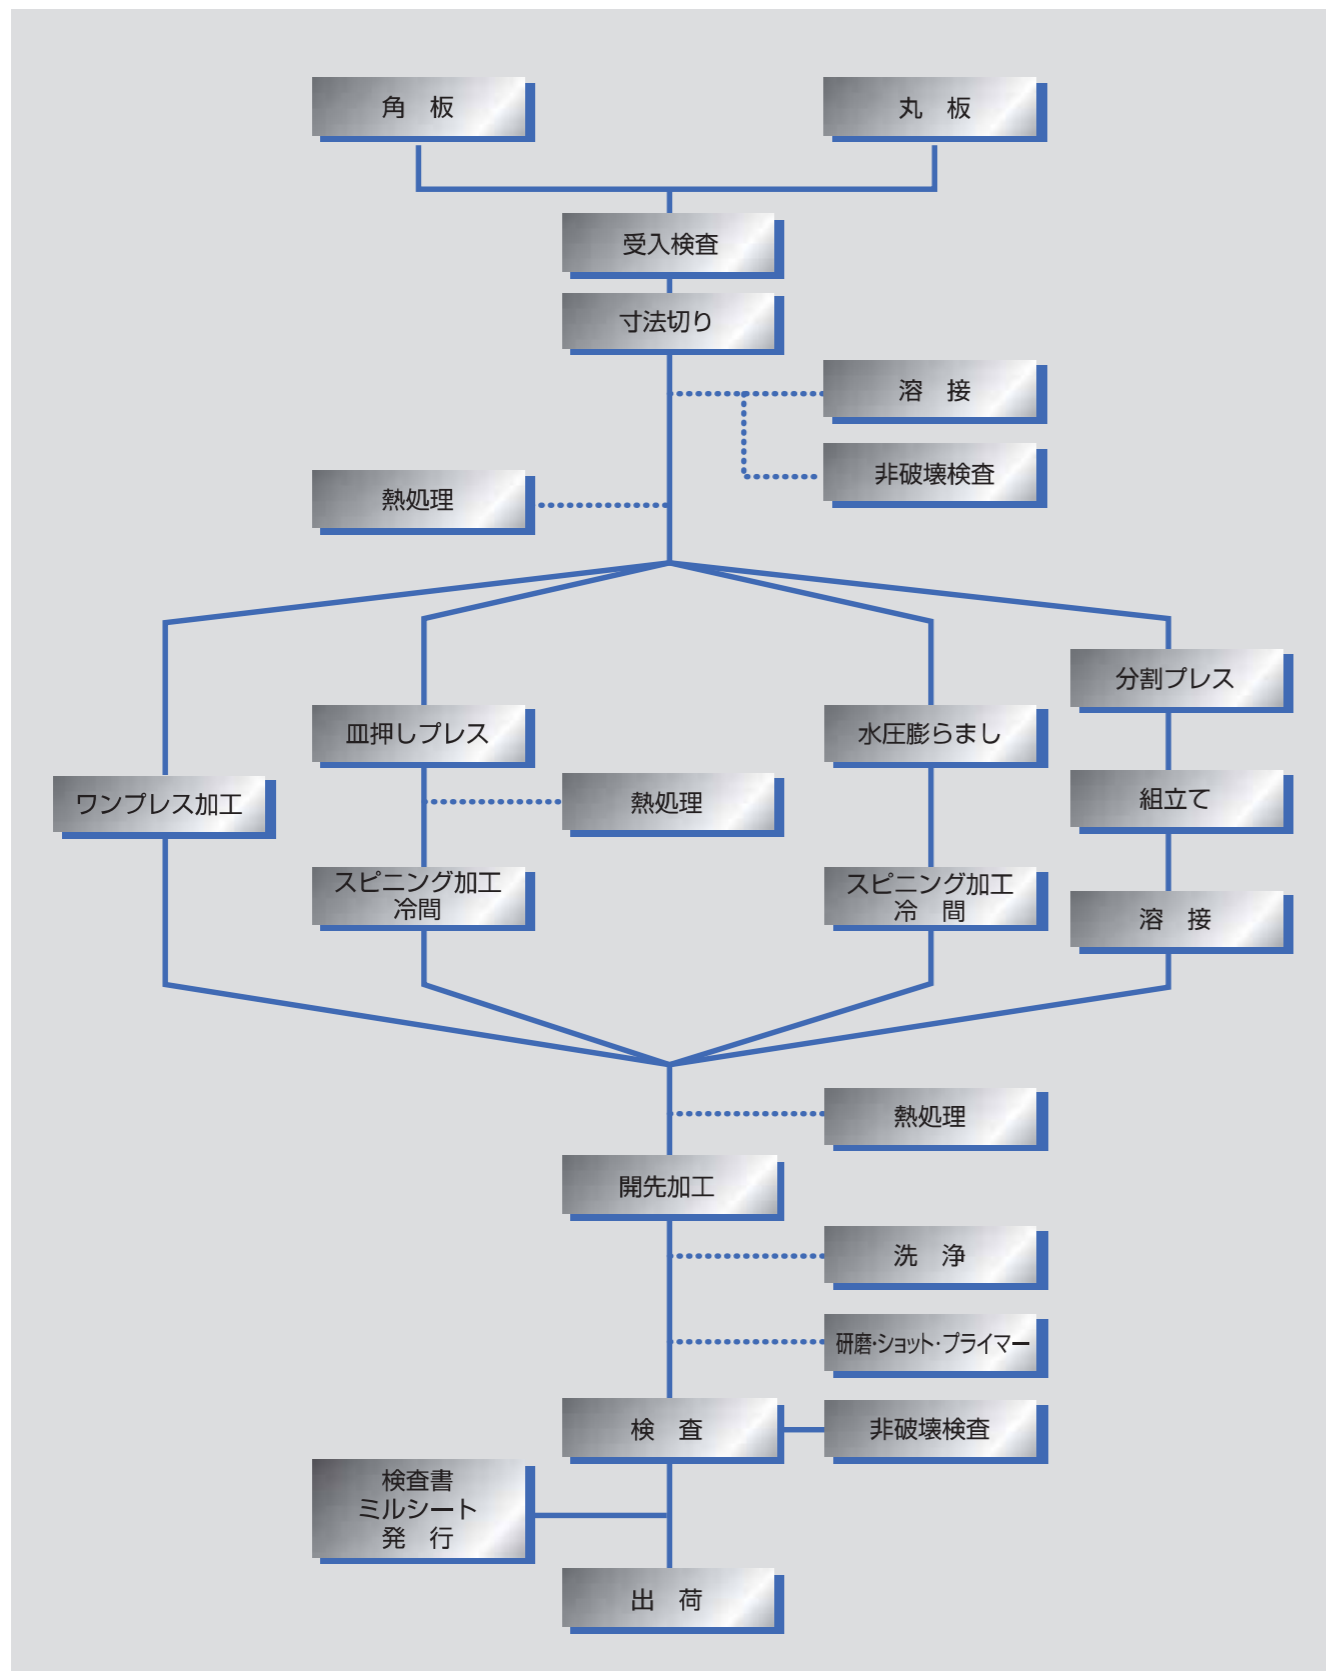 角　板
丸　板
受入検査
寸法切り
溶　接
非破壊検査
熱処理
分割プレス
皿押しプレス
水圧膨らまし
ワンプレス加工
熱処理
組立て
スピニング加工
冷間
スピニング加工
冷　間
溶　接
熱処理
開先加工
洗　浄
研磨・ショット・プライマー
検　査
非破壊検査
検査書
ミルシート
発　行
出　荷